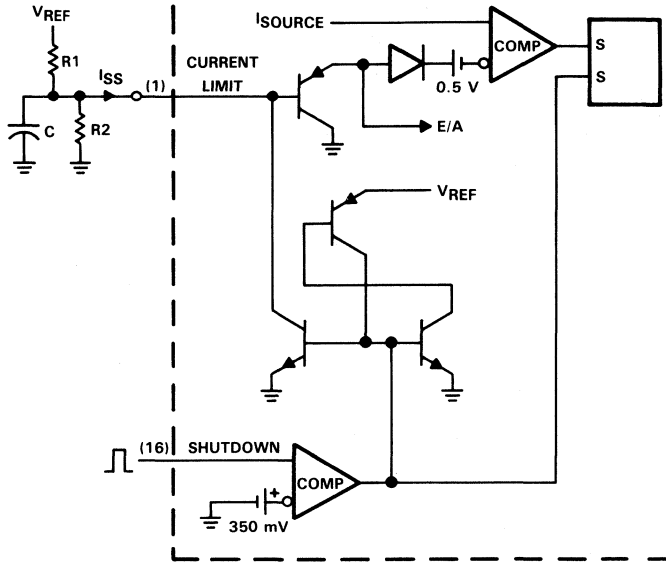 VREF
R1
ISS
(1)
CURRENT
LIMIT
C
R2
ISOURCE
COMP
0.5 V
E/A
S
S
VREF
(16)
SHUTDOWN
COMP
+
350 mV